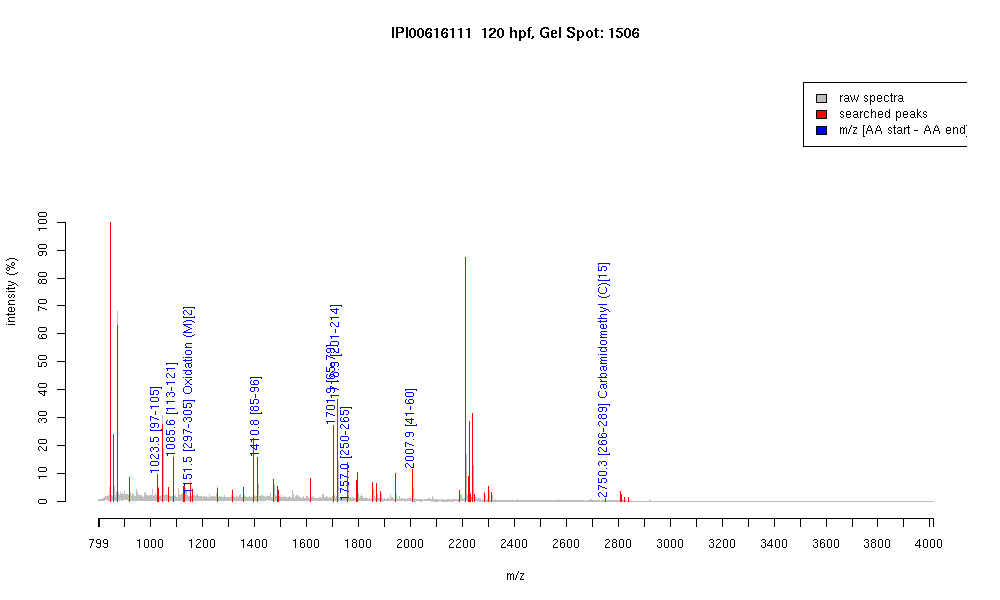 IPI00616111  120 hpf, Gel Spot: 1506
raw spectra
searched peaks
m/z [AA start - AA end]
intensity (%)
100
90
80
70
60
50
40
30
20
10
0
1023.5 [97-105]
1085.6 [113-121]
1151.5 [297-305] Oxidation (M)[2]
1410.8 [85-96]
1701.9 [65-79]
1716.9 [201-214]
1757.0 [250-265]
2007.9 [41-60]
2750.3 [266-289] Carbamidomethyl (C)[15]
799 1000 1200 1400 1600 1800 2000 2200 2400 2600 2800 3000 3200 3400 3600 3800 4000
m/z